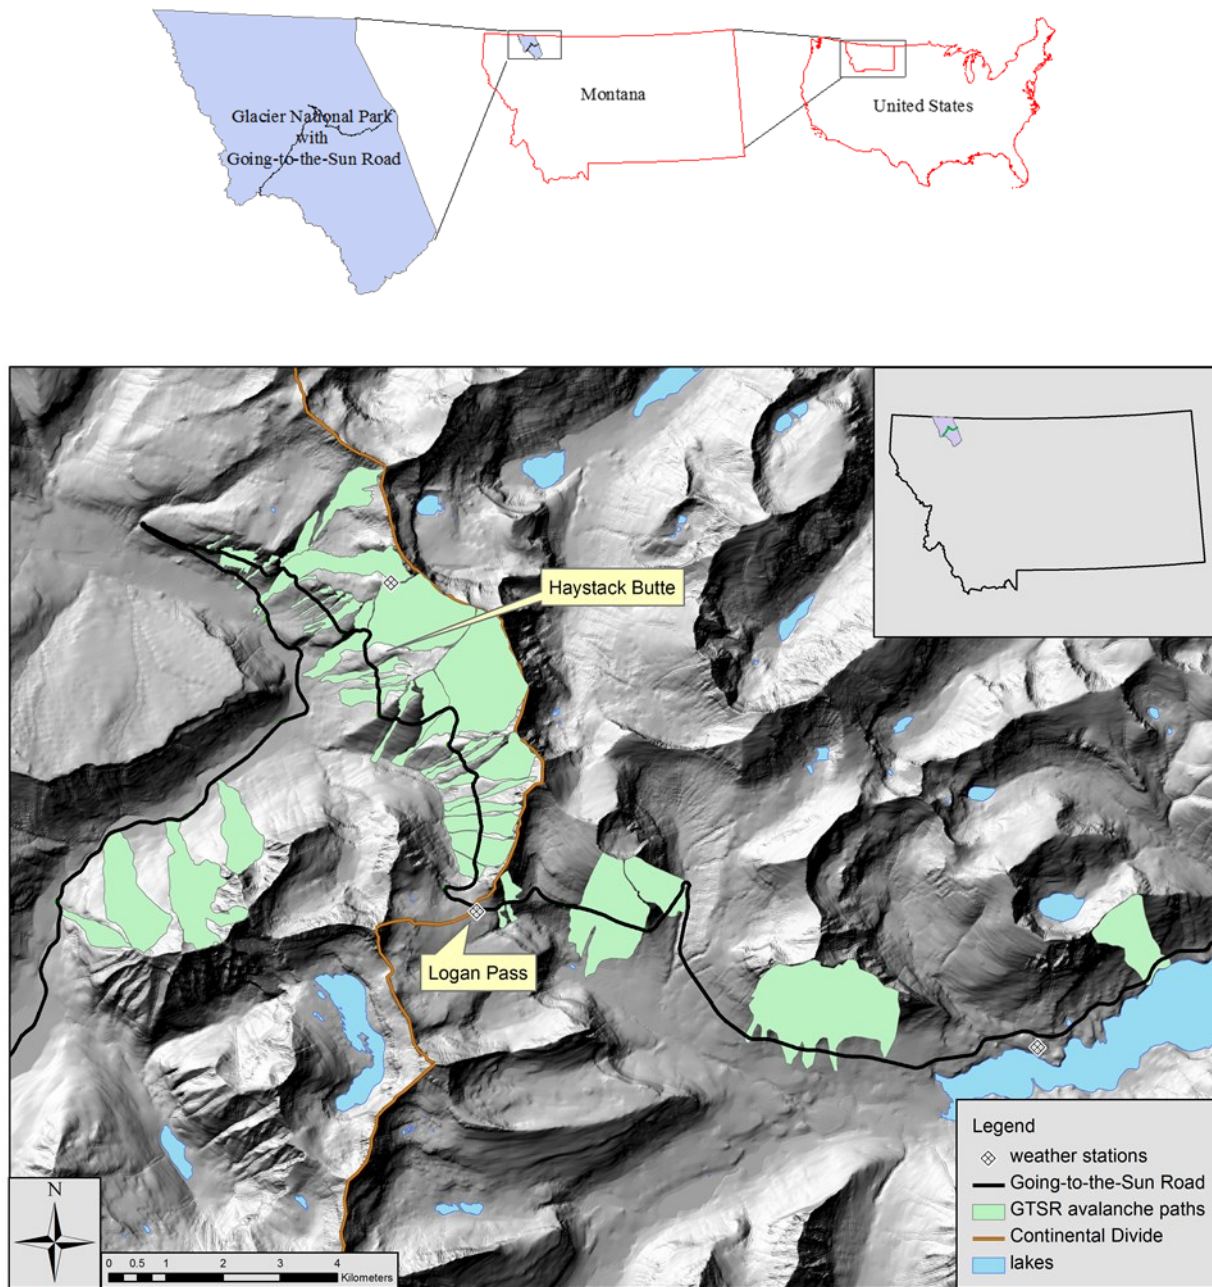 Glacier National Park
with
Going-to-the-Sun Road
Montana
United States
Haystack Butte
Logan Pass
N
0 0.5 1 2 3 4
Kilometers
Legend
weather stations
Going-to-the-Sun Road
GTSR avalanche paths
Continental Divide
lakes